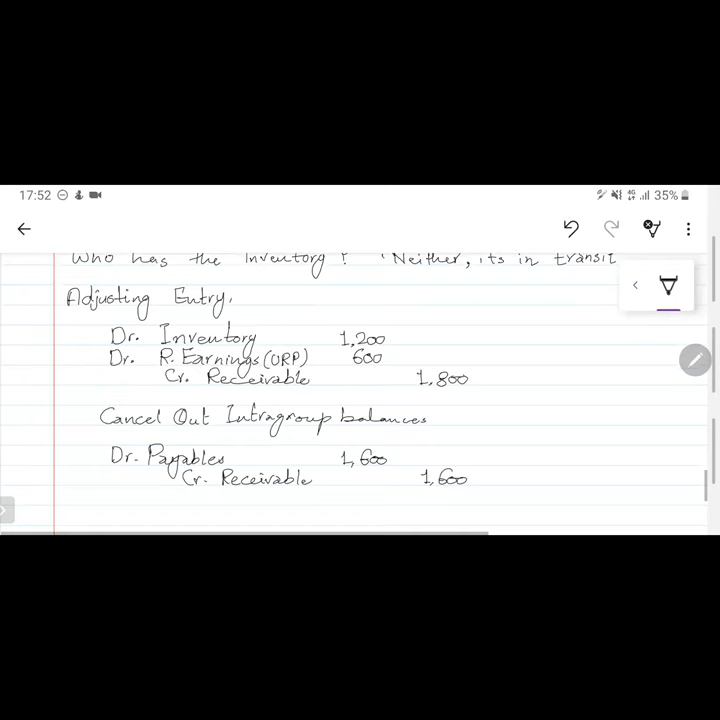 17:52 4G 35%
Who has the Inventory? 'Neither, its in transit
Adjusting Entry.
Dr. Inventory 1,200
Dr. R. Earnings (URP) 600
Cr. Receivable 1,800
Cancel Out Intragroup balances
Dr. Payables 1,600
Cr. Receivable 1,600